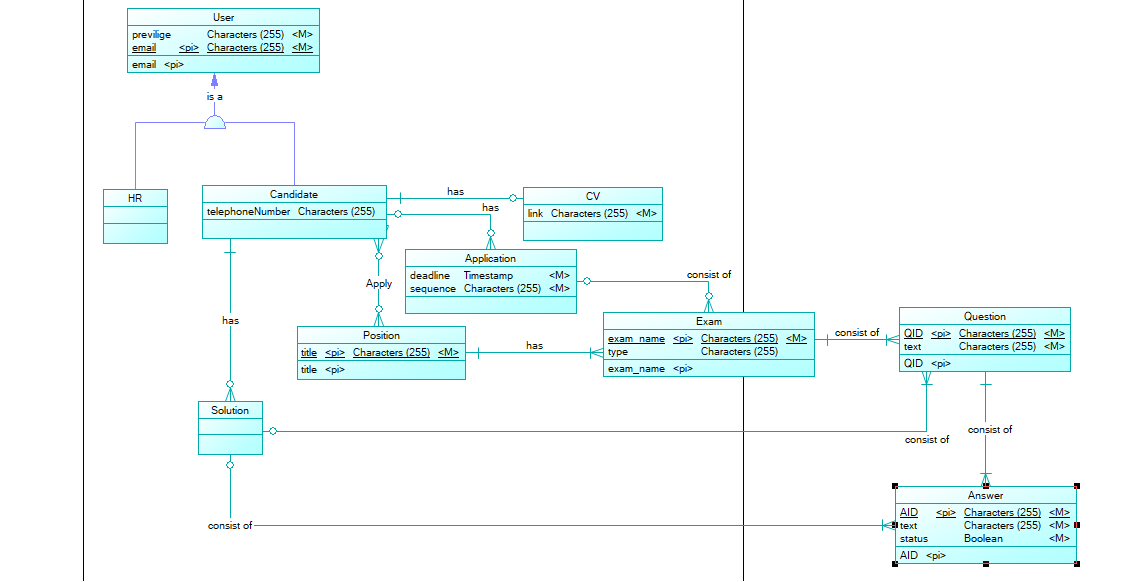 User
previlige Characters (255) <M>
email <pi> Characters (255) <M>
email <pi>
is a
HR
Candidate
telephoneNumber Characters (255)
has
has
CV
link Characters (255) <M>
Application
deadline Timestamp <M>
sequence Characters (255) <M>
consist of
Apply
has
Position
title <pi> Characters (255) <M>
title <pi>
has
Exam
exam_name <pi> Characters (255) <M>
type Characters (255)
exam_name <pi>
consist of
Question
QID <pi> Characters (255) <M>
text Characters (255) <M>
QID <pi>
Solution
consist of
consist of
consist of
Answer
AID <pi> Characters (255) <M>
text Characters (255) <M>
status Boolean <M>
AID <pi>